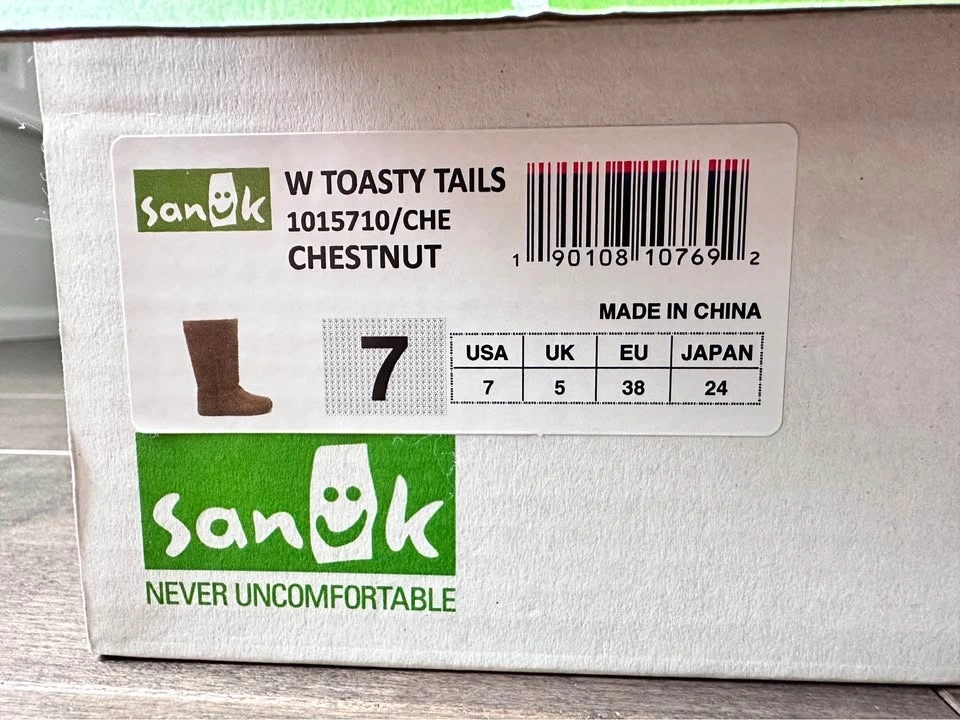 sanuk
W TOASTY TAILS
1015710/CHE
CHESTNUT
1 90108 10769 2
MADE IN CHINA
7
USA UK EU JAPAN
7 5 38 24
sanuk
NEVER UNCOMFORTABLE